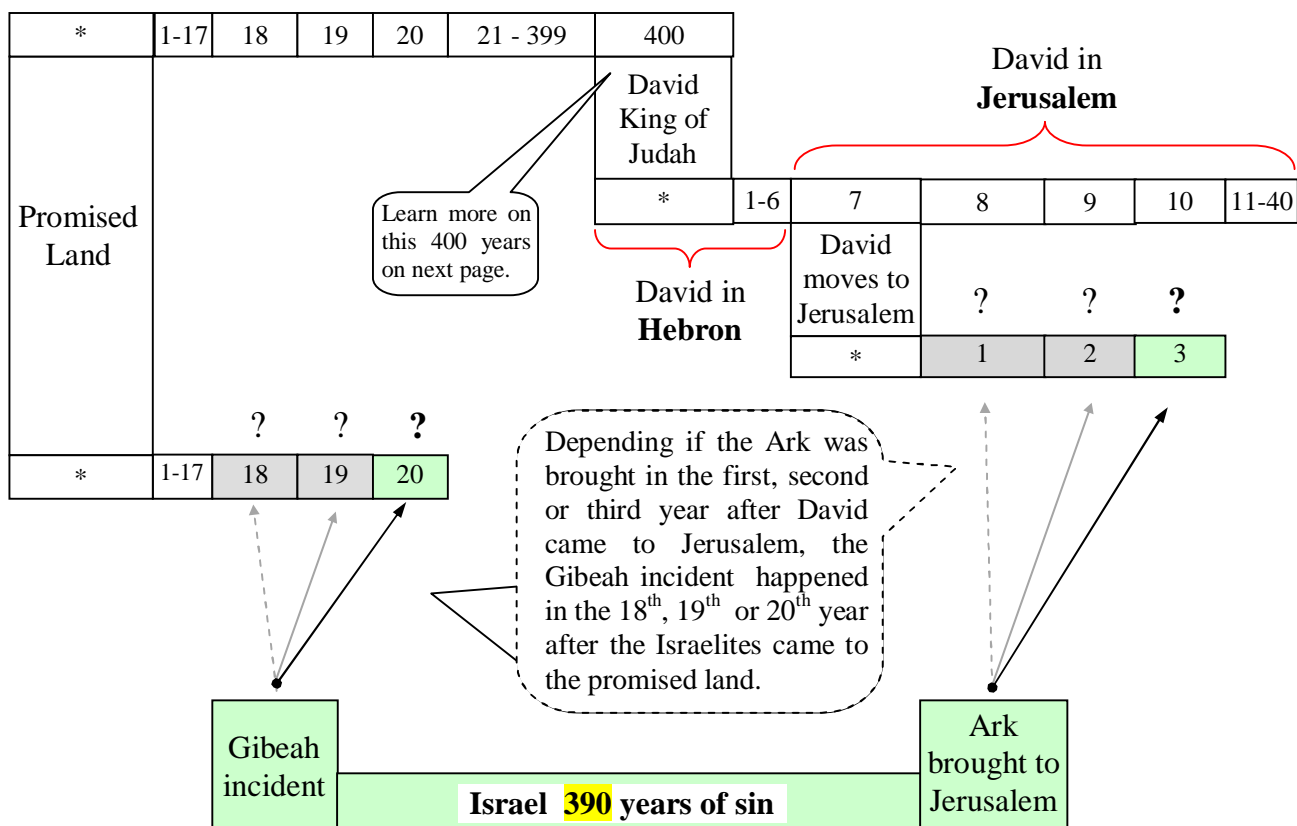 * 1-17 18 19 20 21 - 399 400
David
King of
Judah
David in
Jerusalem
Learn more on
this 400 years
on next page.
Promised
Land
* 1-6 7 8 9 10 11-40
David in
Hebron
David
moves to
Jerusalem
? ? ?
* 1 2 3
? ? ?
* 1-17 18 19 20
Depending if the Ark was
brought in the first, second
or third year after David
came to Jerusalem, the
Gibeah incident happened
in the 18th, 19th or 20th year
after the Israelites came to
the promised land.
Gibeah
incident
Ark
brought to
Jerusalem
Israel 390 years of sin